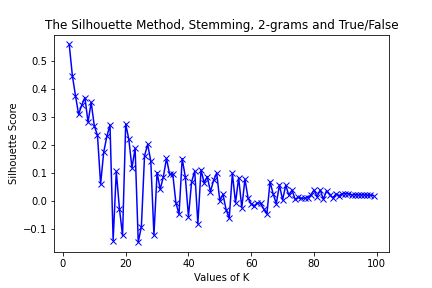 The Silhouette Method, Stemming, 2-grams and True/False
Silhouette Score
0.5
0.4
0.3
0.2
0.1
0.0
−0.1
0 20 40 60 80 100
Values of K